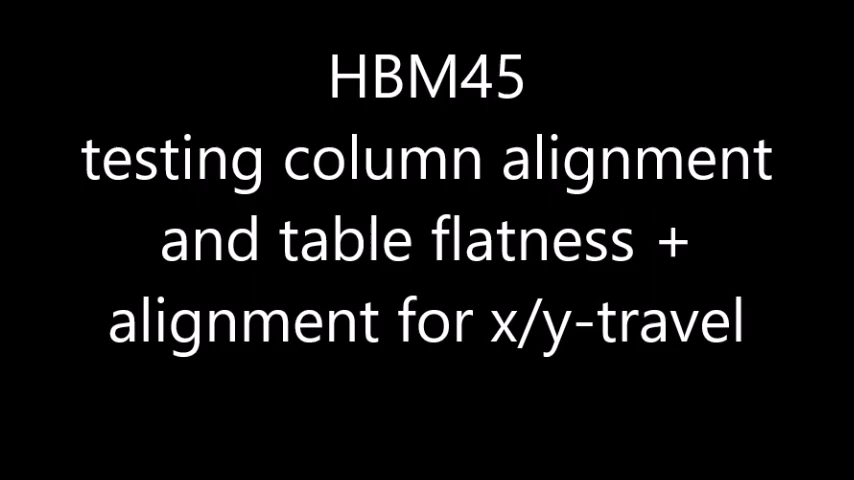 HBM45
testing column alignment
and table flatness +
alignment for x/y-travel